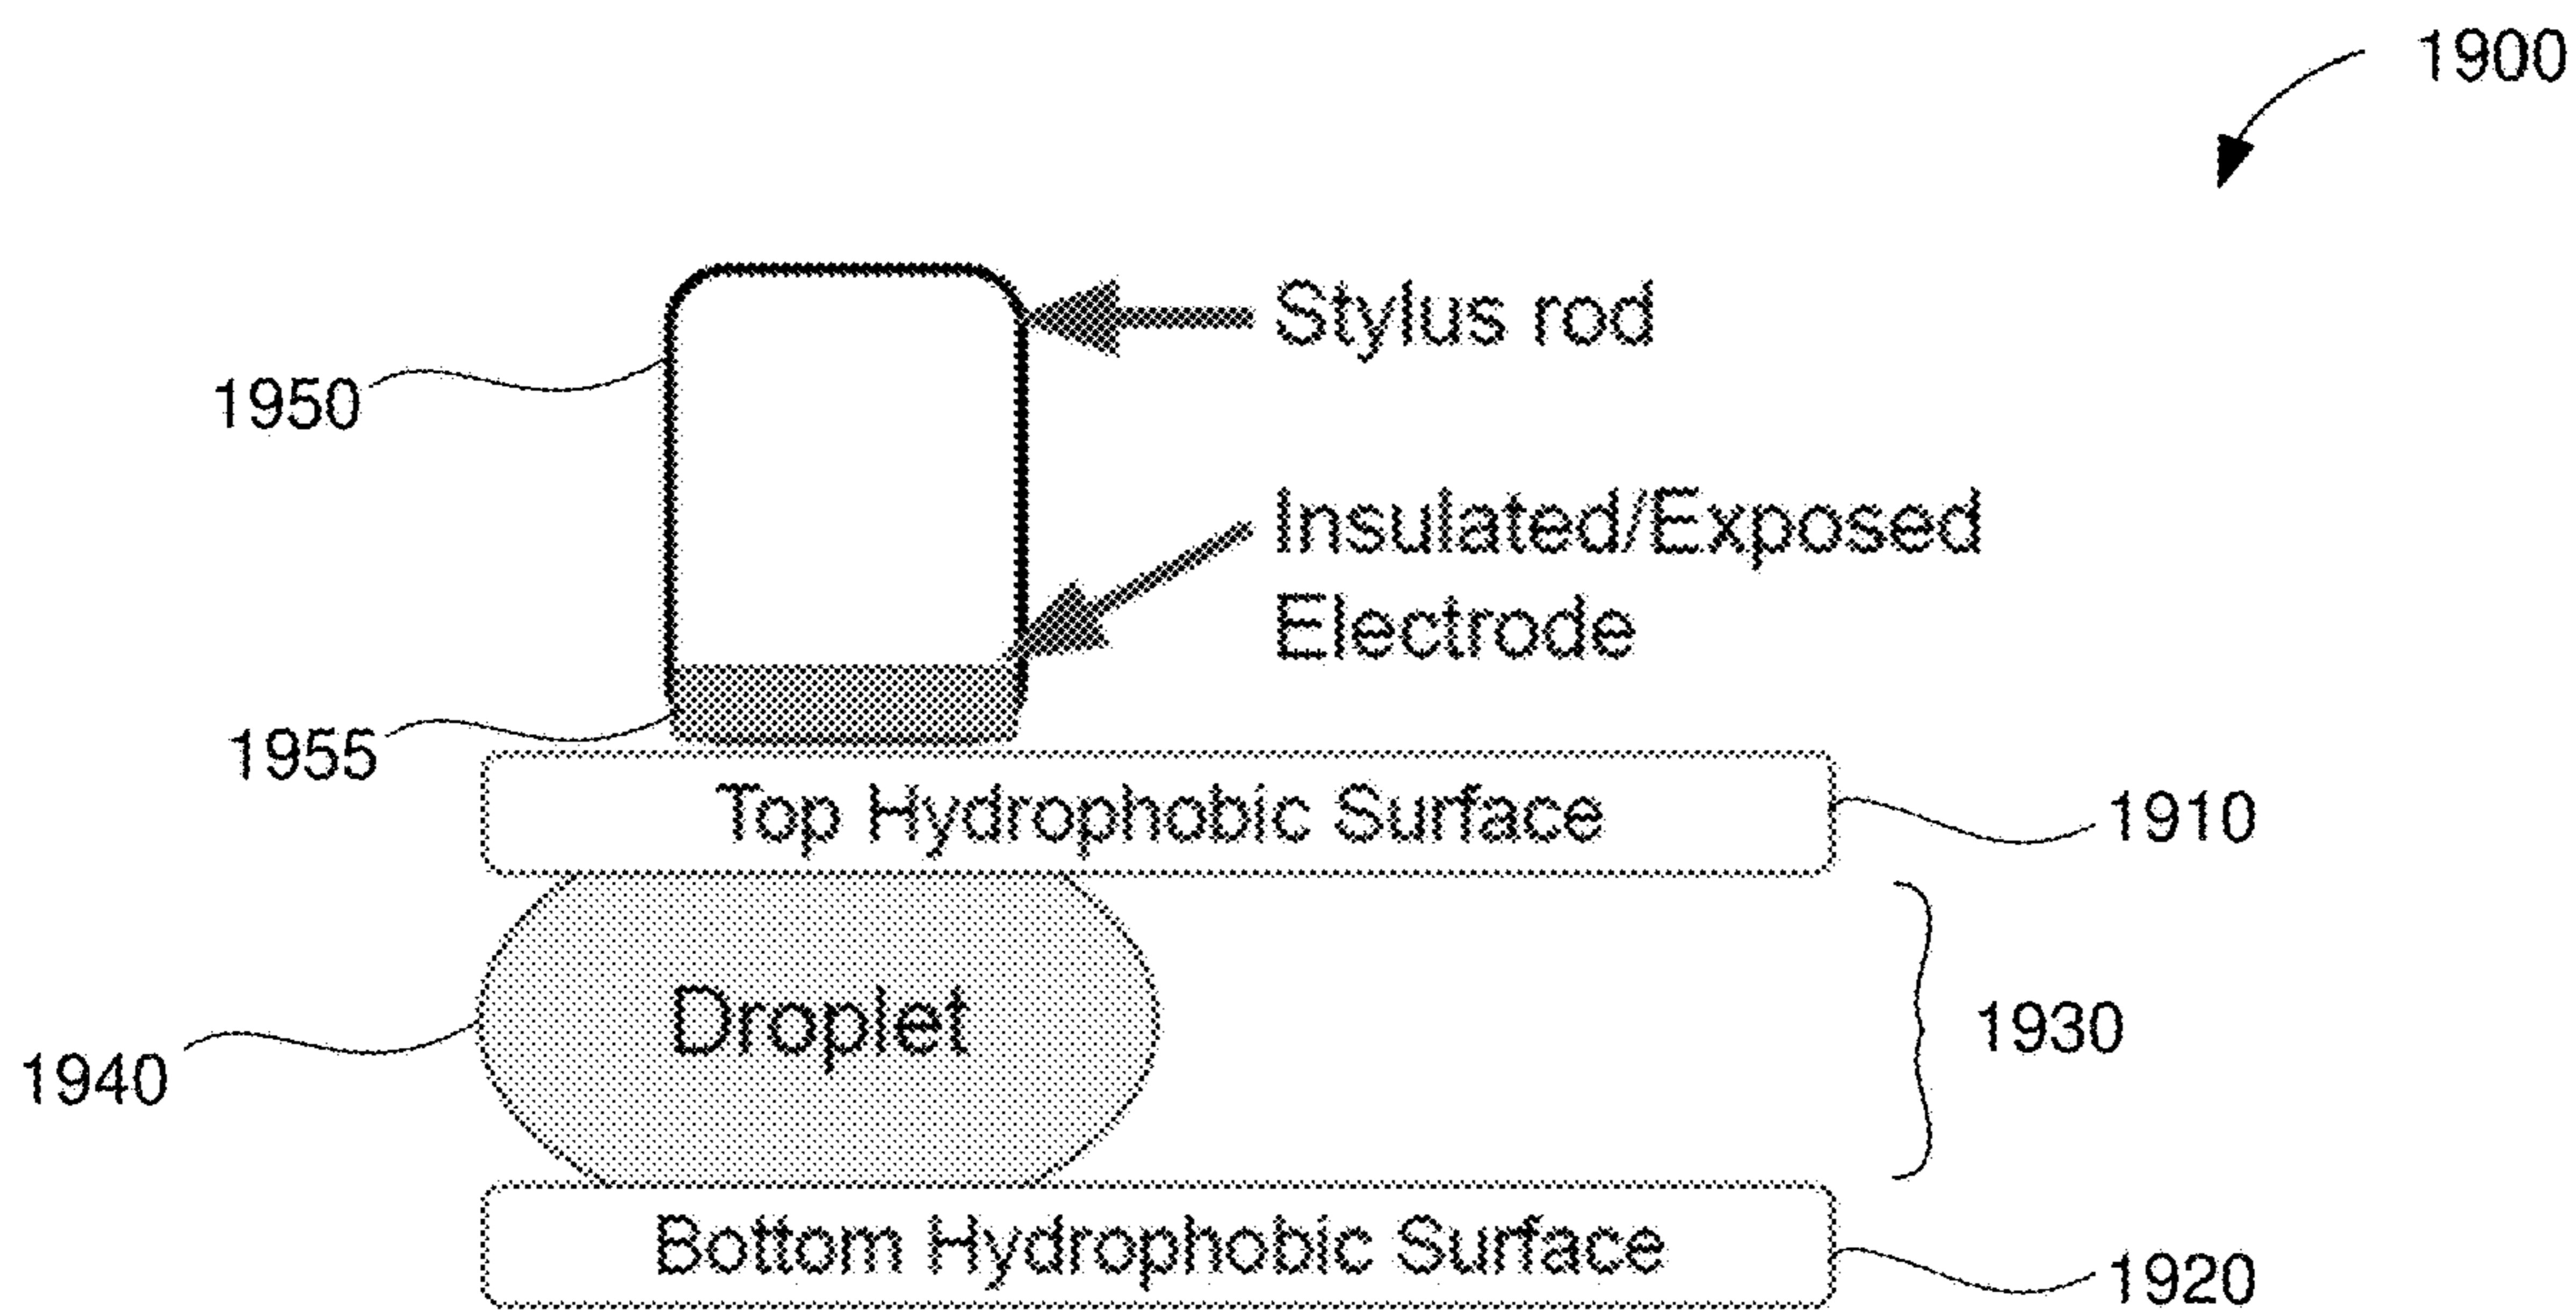 1900
Stylus rod
1950
Insulated/Exposed
Electrode
1955
Top Hydrophobic Surface
1910
Droplet
1930
1940
Bottom Hydrophobic Surface
1920